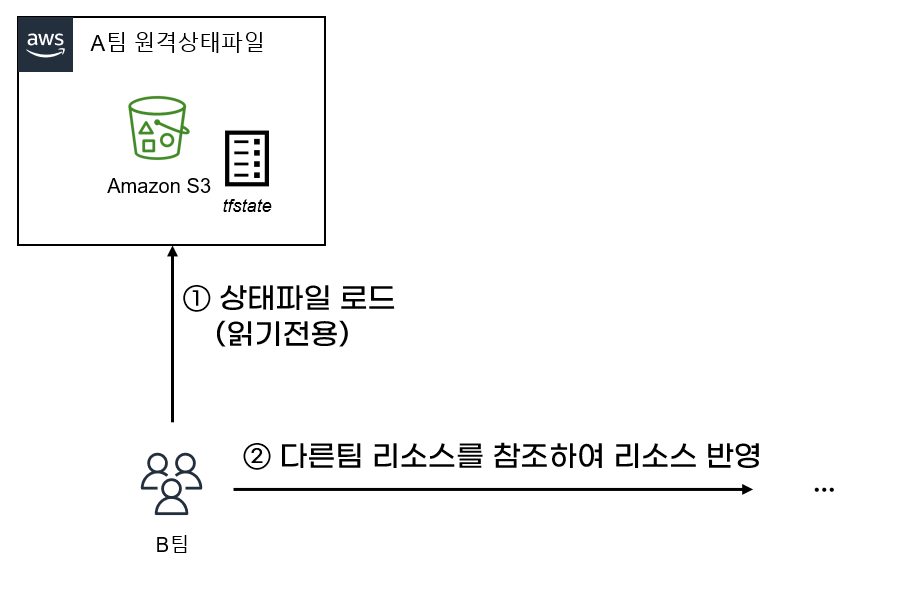 aws
A팀 원격상태파일
Amazon S3
tfstate
① 상태파일 로드
(읽기전용)
② 다른팀 리소스를 참조하여 리소스 반영
...
B팀